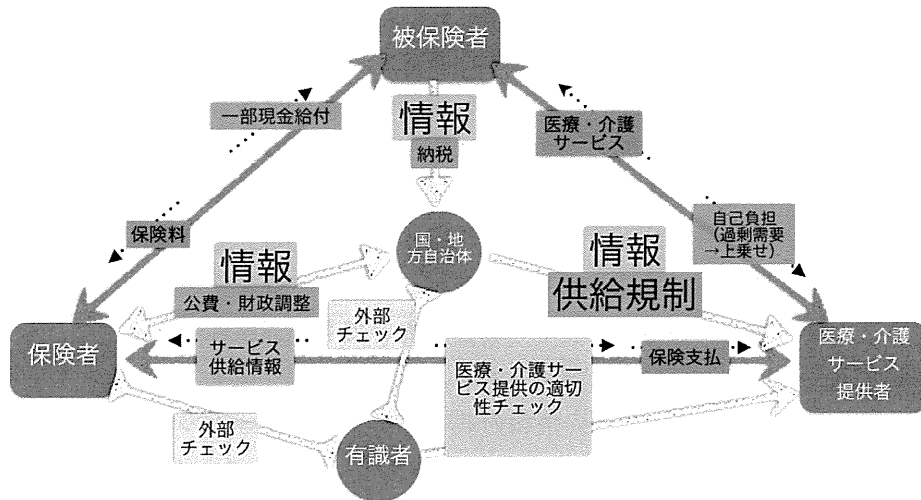 被保険者
一部現金給付
情報
納税
医療・介護
サービス
保険料
国・地
方自治体
自己負担
(過剰需要
→上乗せ)
情報
公費・財政調整
情報
供給規制
外部
チェック
保険者
サービス
供給情報
医療・介護サー
ビス提供の適切
性チェック
保険支払
医療・介護
サービス
提供者
外部
チェック
有識者